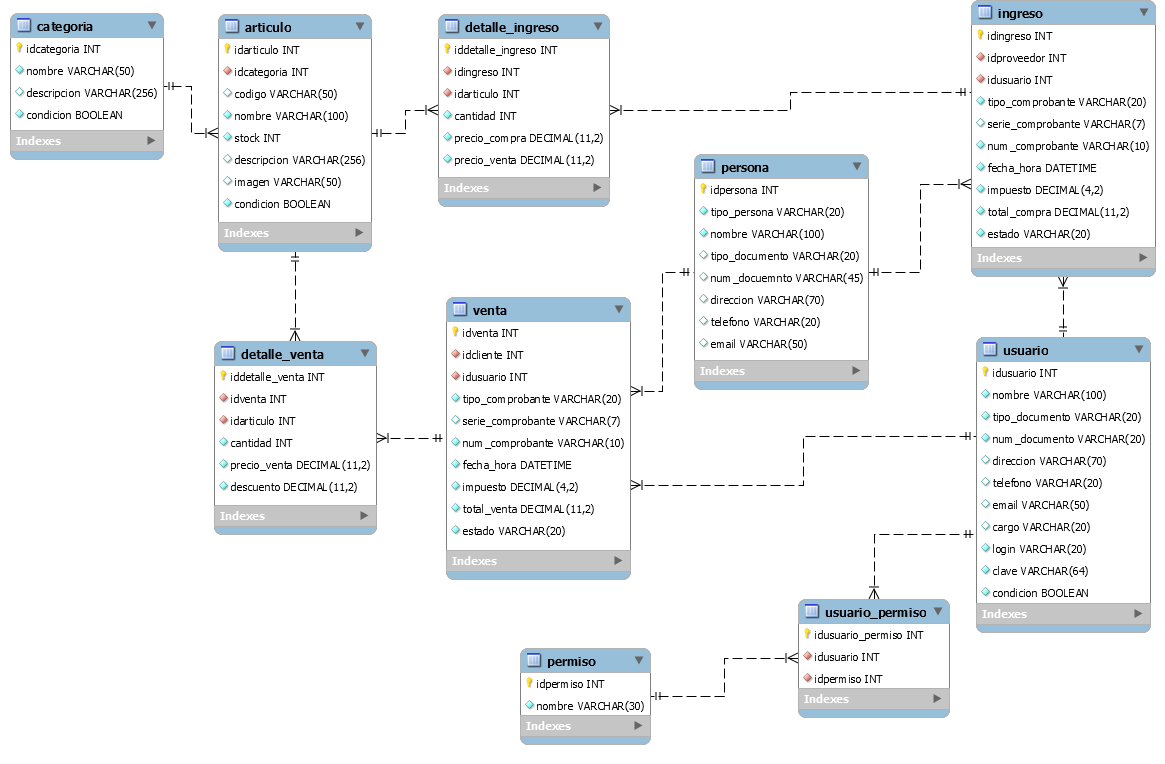 categoria
idcategoria INT
nombre VARCHAR(50)
descripcion VARCHAR(256)
condicion BOOLEAN
Indexes
articulo
idarticulo INT
idcategoria INT
codigo VARCHAR(50)
nombre VARCHAR(100)
stock INT
descripcion VARCHAR(256)
imagen VARCHAR(50)
condicion BOOLEAN
Indexes
detalle_ingreso
iddetalle_ingreso INT
idingreso INT
idarticulo INT
cantidad INT
precio_compra DECIMAL(11,2)
precio_venta DECIMAL(11,2)
Indexes
ingreso
idingreso INT
idproveedor INT
idusuario INT
tipo_comprobante VARCHAR(20)
serie_comprobante VARCHAR(7)
num_comprobante VARCHAR(10)
fecha_hora DATETIME
impuesto DECIMAL(4,2)
total_compra DECIMAL(11,2)
estado VARCHAR(20)
Indexes
persona
idpersona INT
tipo_persona VARCHAR(20)
nombre VARCHAR(100)
tipo_documento VARCHAR(20)
num_docuemnto VARCHAR(45)
direccion VARCHAR(70)
telefono VARCHAR(20)
email VARCHAR(50)
Indexes
detalle_venta
iddetalle_venta INT
idventa INT
idarticulo INT
cantidad INT
precio_venta DECIMAL(11,2)
descuento DECIMAL(11,2)
Indexes
venta
idventa INT
idcliente INT
idusuario INT
tipo_comprobante VARCHAR(20)
serie_comprobante VARCHAR(7)
num_comprobante VARCHAR(10)
fecha_hora DATETIME
impuesto DECIMAL(4,2)
total_venta DECIMAL(11,2)
estado VARCHAR(20)
Indexes
usuario
idusuario INT
nombre VARCHAR(100)
tipo_documento VARCHAR(20)
num_documento VARCHAR(20)
direccion VARCHAR(70)
telefono VARCHAR(20)
email VARCHAR(50)
cargo VARCHAR(20)
login VARCHAR(20)
clave VARCHAR(64)
condicion BOOLEAN
Indexes
usuario_permiso
idusuario_permiso INT
idusuario INT
idpermiso INT
Indexes
permiso
idpermiso INT
nombre VARCHAR(30)
Indexes